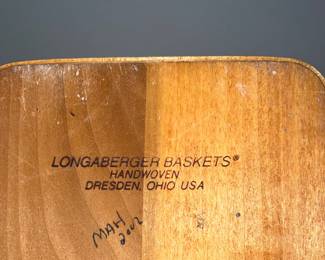 LONGABERGER BASKETS®
HANDWOVEN
DRESDEN, OHIO USA
MAH
2002